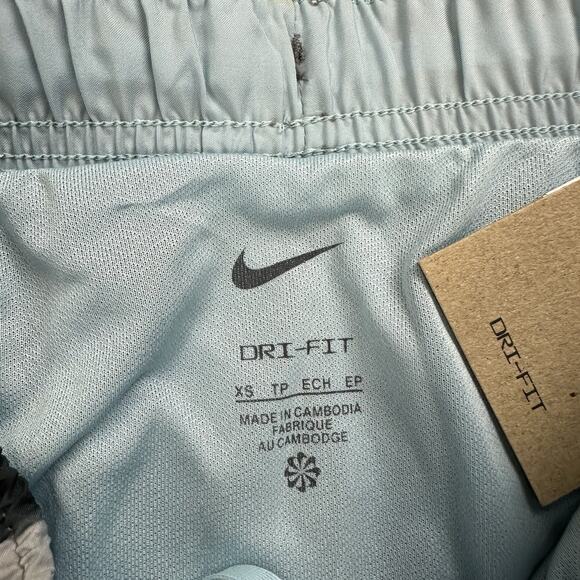 DRI-FIT
XS TP ECH EP
MADE IN CAMBODIA
FABRIQUE
AU CAMBODGE
DRI-FIT